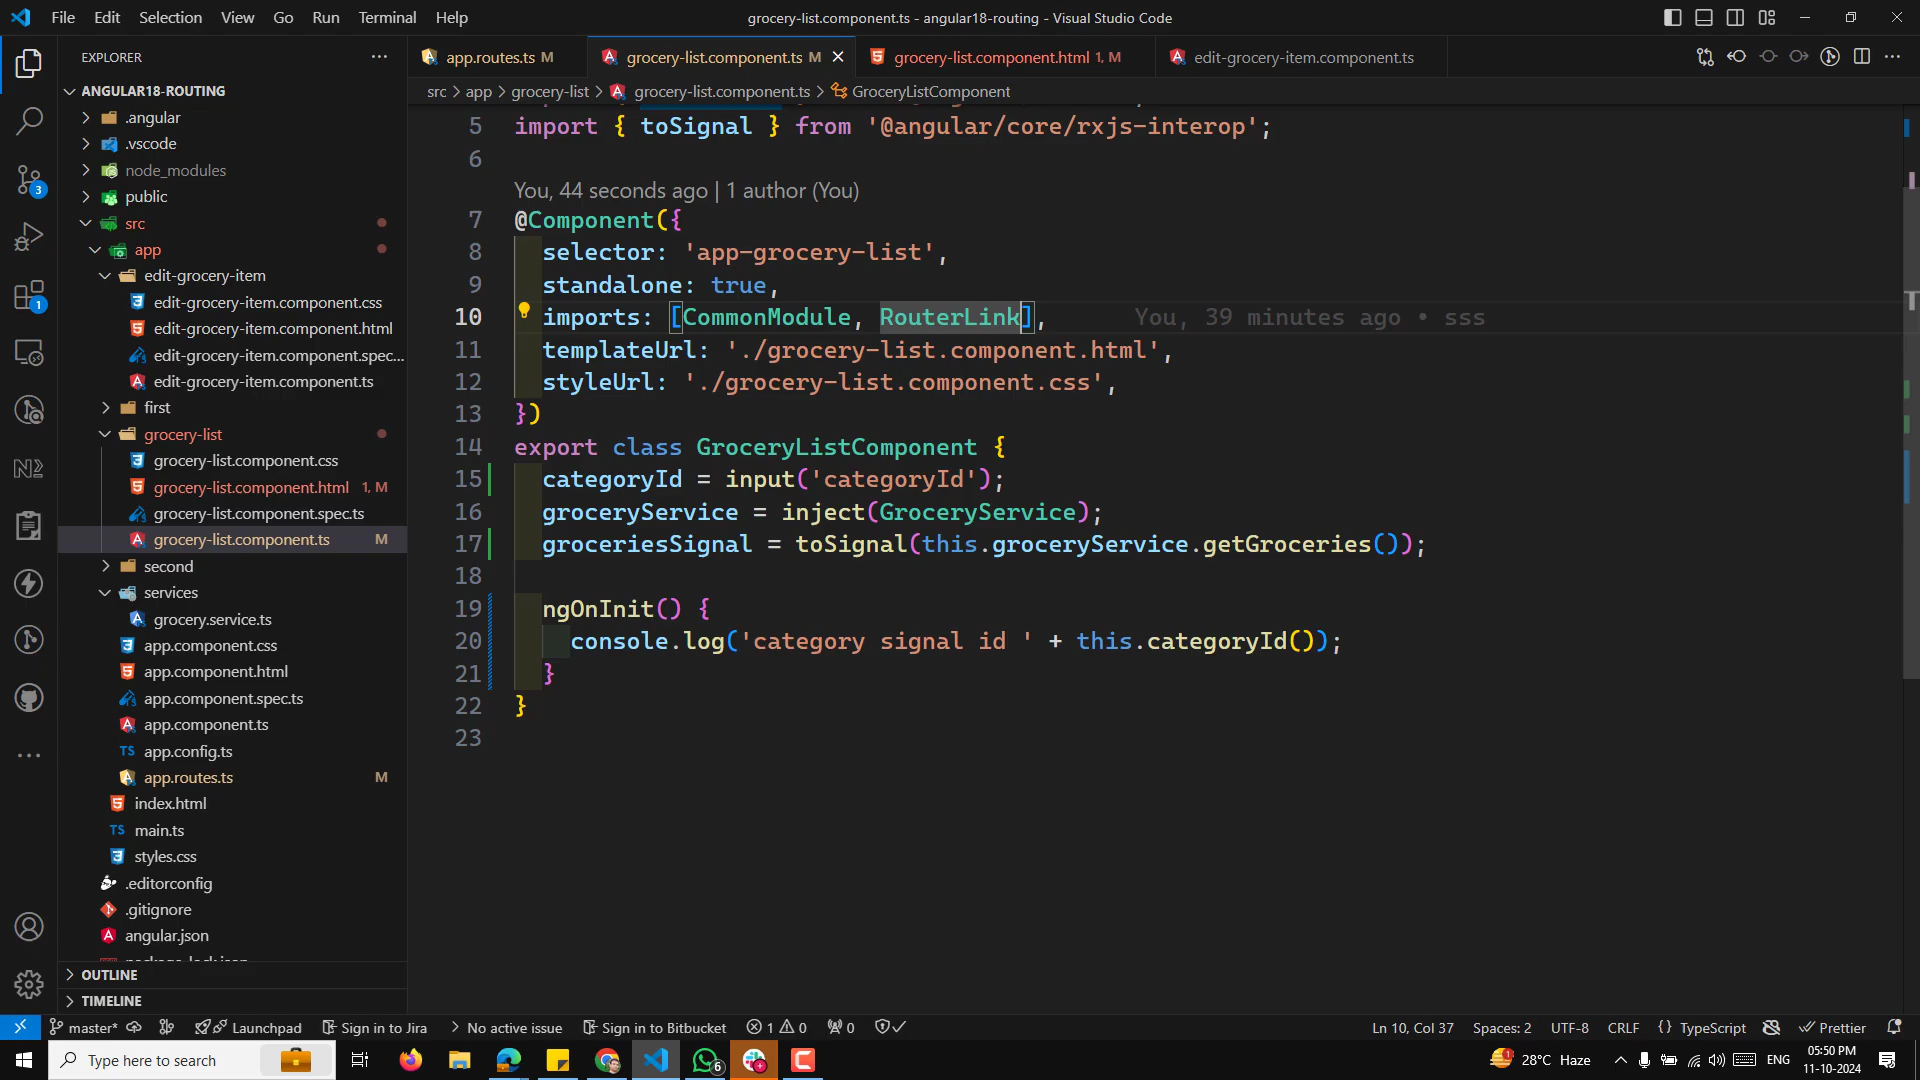 File Edit Selection View Go Run Terminal Help
grocery-list.component.ts - angular18-routing - Visual Studio Code
EXPLORER
app.routes.ts M
grocery-list.component.ts M
grocery-list.component.html 1, M
edit-grocery-item.component.ts
src > app > grocery-list > grocery-list.component.ts > GroceryListComponent
ANGULAR18-ROUTING
.angular
.vscode
node_modules
public
src
app
edit-grocery-item
edit-grocery-item.component.css
edit-grocery-item.component.html
edit-grocery-item.component.spec...
edit-grocery-item.component.ts
first
grocery-list
grocery-list.component.css
grocery-list.component.html 1, M
grocery-list.component.spec.ts
grocery-list.component.ts M
second
services
grocery.service.ts
app.component.css
app.component.html
app.component.spec.ts
app.component.ts
TS app.config.ts
app.routes.ts M
index.html
TS main.ts
styles.css
.editorconfig
.gitignore
angular.json
OUTLINE
TIMELINE
3
1
5 import { toSignal } from '@angular/core/rxjs-interop';
6
You, 44 seconds ago | 1 author (You)
7 @Component({
8 selector: 'app-grocery-list',
9 standalone: true,
10 imports: [CommonModule, RouterLink], You, 39 minutes ago • sss
11 templateUrl: './grocery-list.component.html',
12 styleUrl: './grocery-list.component.css',
13 })
14 export class GroceryListComponent {
15 categoryId = input('categoryId');
16 groceryService = inject(GroceryService);
17 groceriesSignal = toSignal(this.groceryService.getGroceries());
18
19 ngOnInit() {
20 console.log('category signal id ' + this.categoryId());
21 }
22 }
23
master* Launchpad Sign in to Jira > No active issue Sign in to Bitbucket 1 0 0
Ln 10, Col 37 Spaces: 2 UTF-8 CRLF {} TypeScript Prettier
Type here to search
6
1 28°C Haze ENG
05:50 PM
11-10-2024